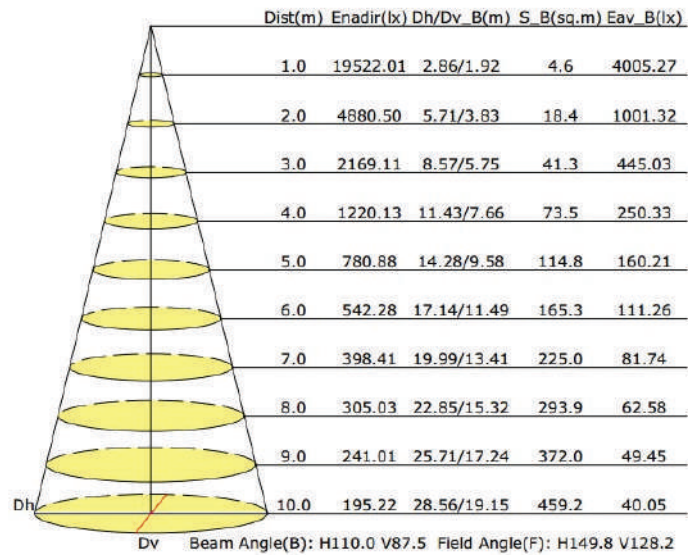 Dist(m) Enadir(lx) Dh/Dv_B(m) S_B(sq.m) Eav_B(lx)
1.0 19522.01 2.86/1.92 4.6 4005.27
2.0 4880.50 5.71/3.83 18.4 1001.32
3.0 2169.11 8.57/5.75 41.3 445.03
4.0 1220.13 11.43/7.66 73.5 250.33
5.0 780.88 14.28/9.58 114.8 160.21
6.0 542.28 17.14/11.49 165.3 111.26
7.0 398.41 19.99/13.41 225.0 81.74
8.0 305.03 22.85/15.32 293.9 62.58
9.0 241.01 25.71/17.24 372.0 49.45
Dh 10.0 195.22 28.56/19.15 459.2 40.05
Dv Beam Angle(B): H110.0 V87.5 Field Angle(F): H149.8 V128.2